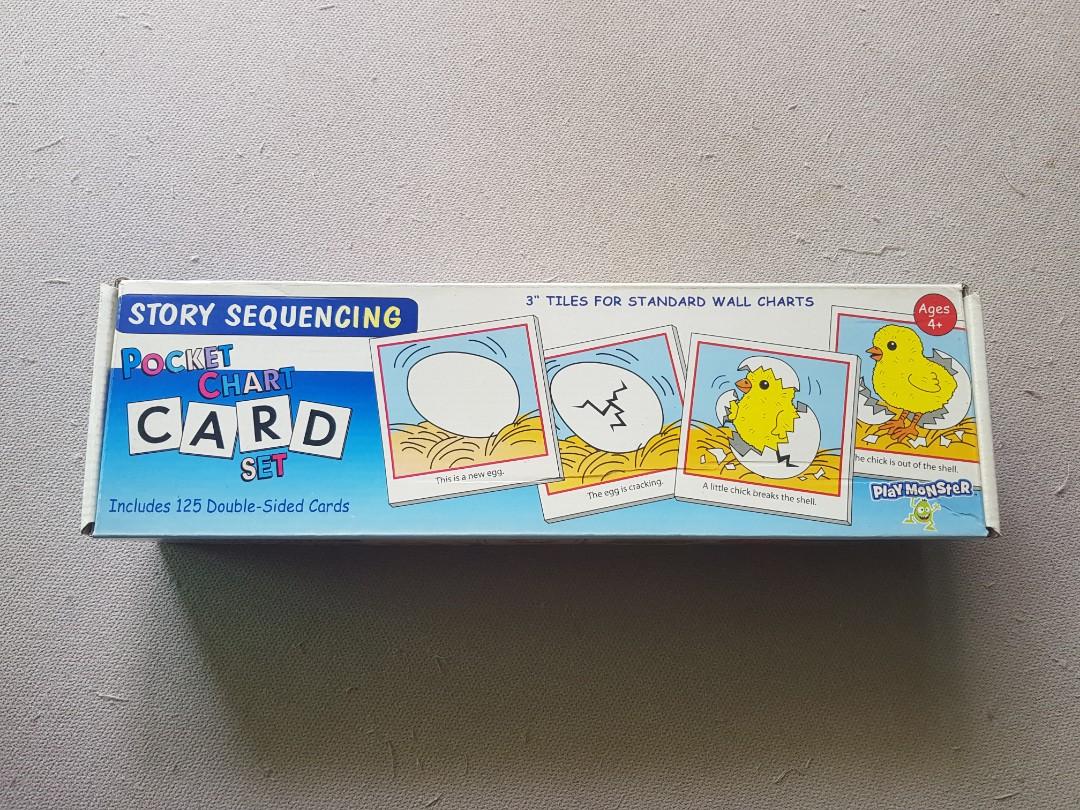 STORY SEQUENCING
POCKET
CHART
CARD
SET
Includes 125 Double-Sided Cards
3" TILES FOR STANDARD WALL CHARTS
Ages
4+
This is a new egg.
The egg is cracking.
A little chick breaks the shell.
he chick is out of the shell.
PLAY MONSTER